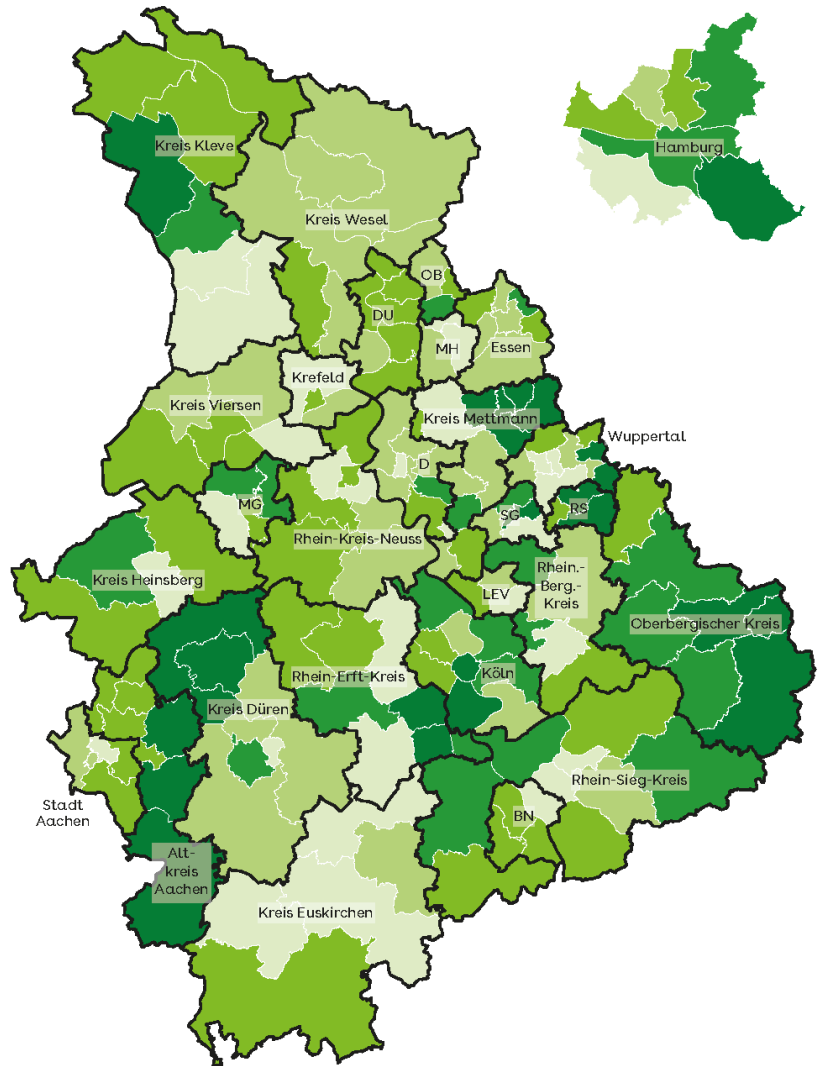 Kreis Kleve
Hamburg
Kreis Wesel
OB
DU
MH
Essen
Krefeld
Kreis Viersen
Kreis Mettmann
Wuppertal
D
MG
SG
RS
Rhein-Kreis-Neuss
Kreis Heinsberg
LEV
Rhein.-
Berg.-
Kreis
Oberbergischer Kreis
Rhein-Erft-Kreis
Köln
Kreis Düren
Rhein-Sieg-Kreis
Stadt
Aachen
BN
Alt-
kreis
Aachen
Kreis Euskirchen